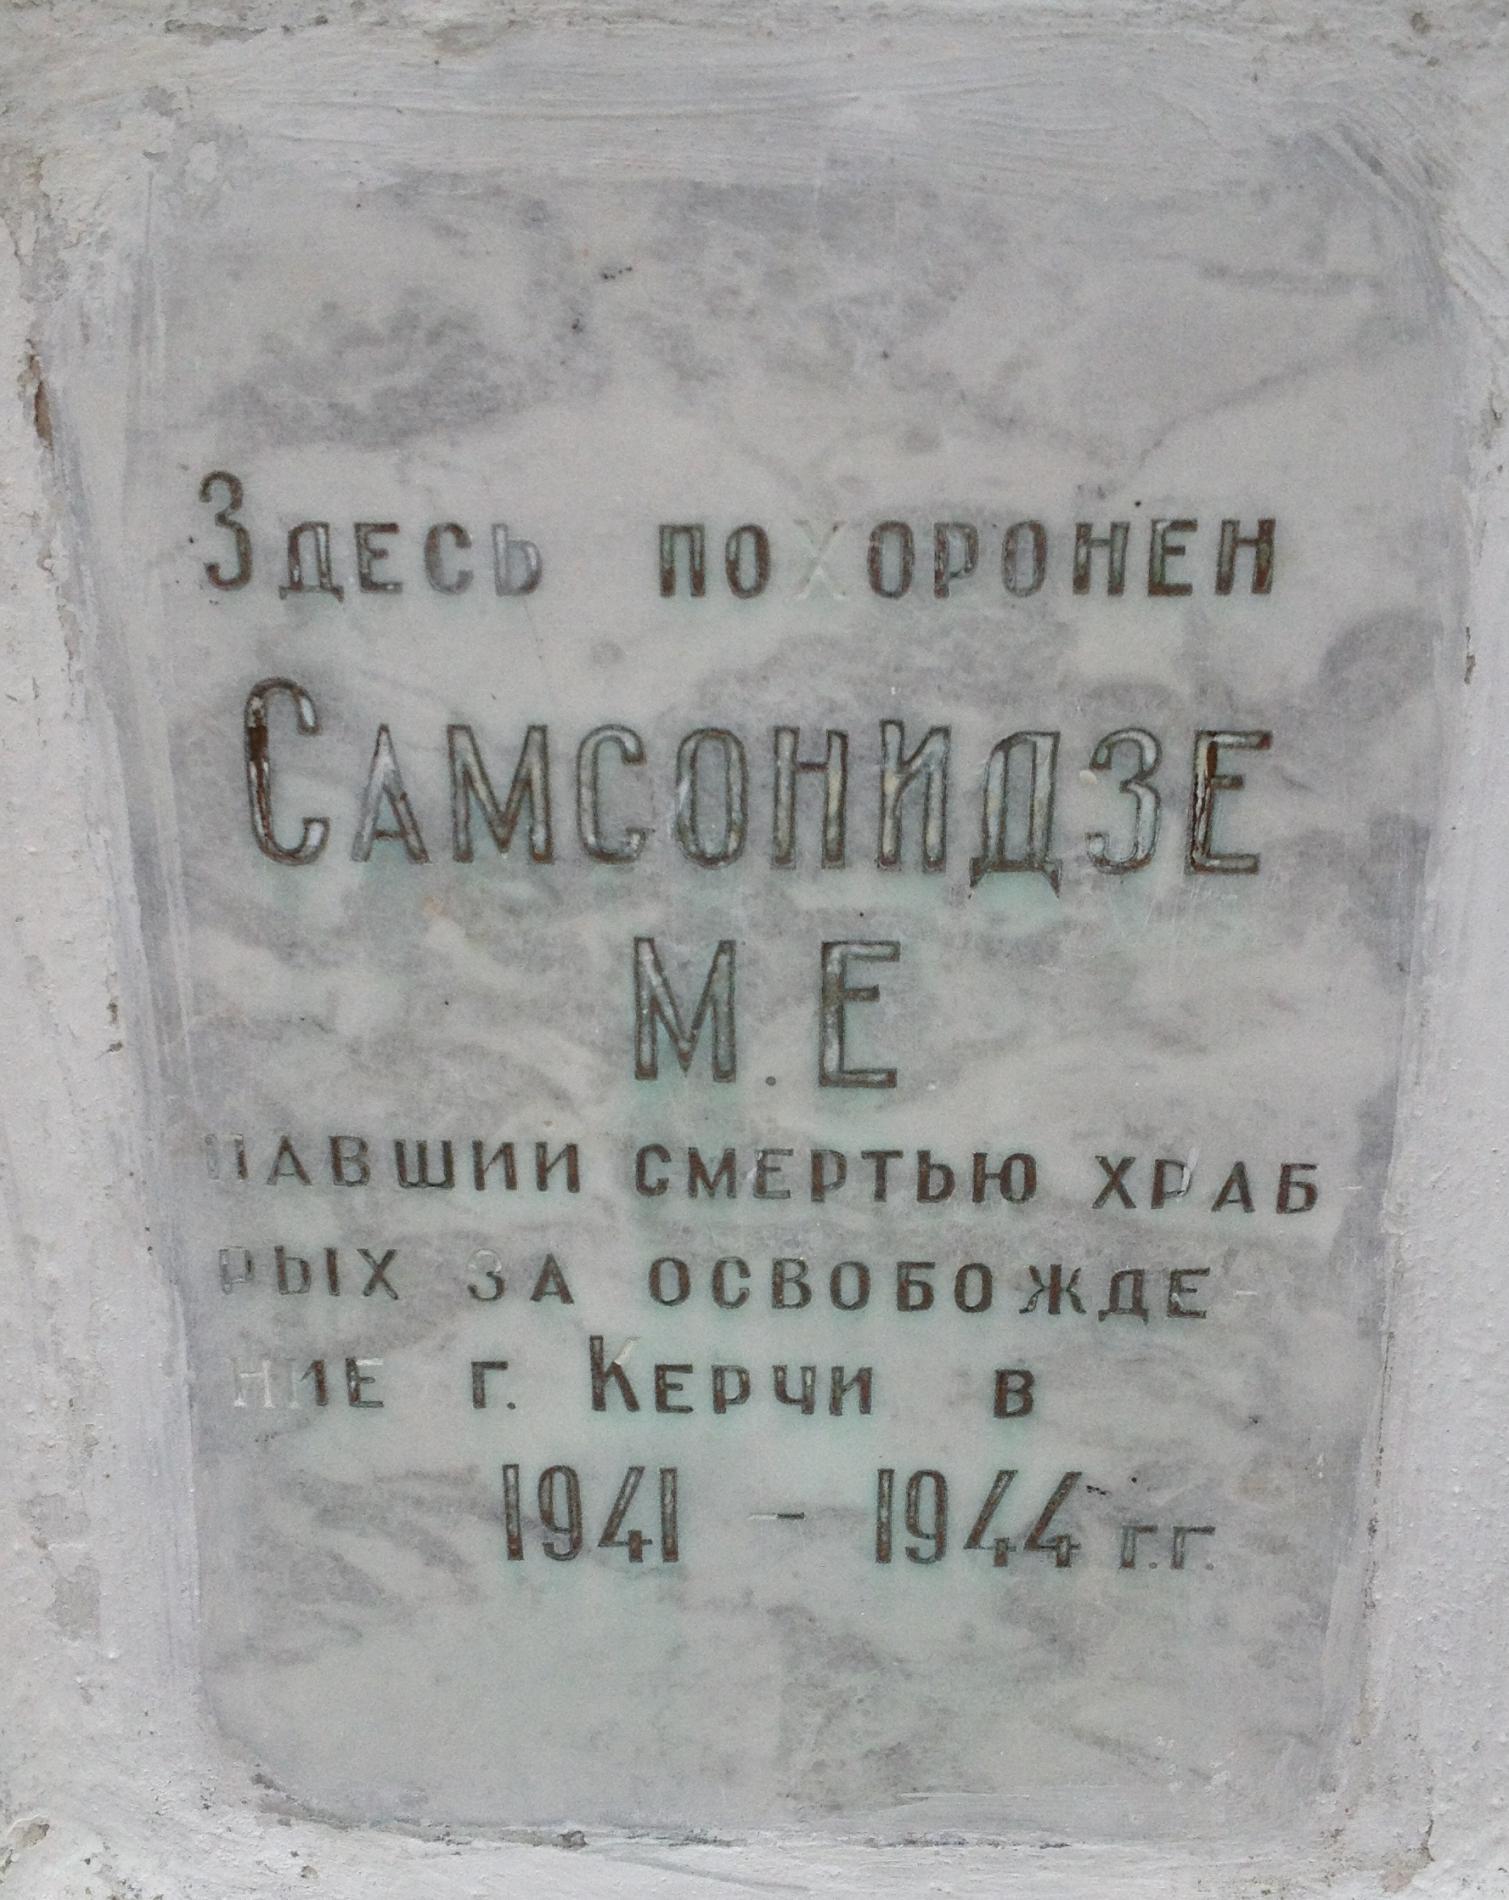 Здесь похоронен
Самсонидзе
М.Е
павший смертью храб
рых за освобожде
ние г. Керчи в
1941 - 1944 г.г.